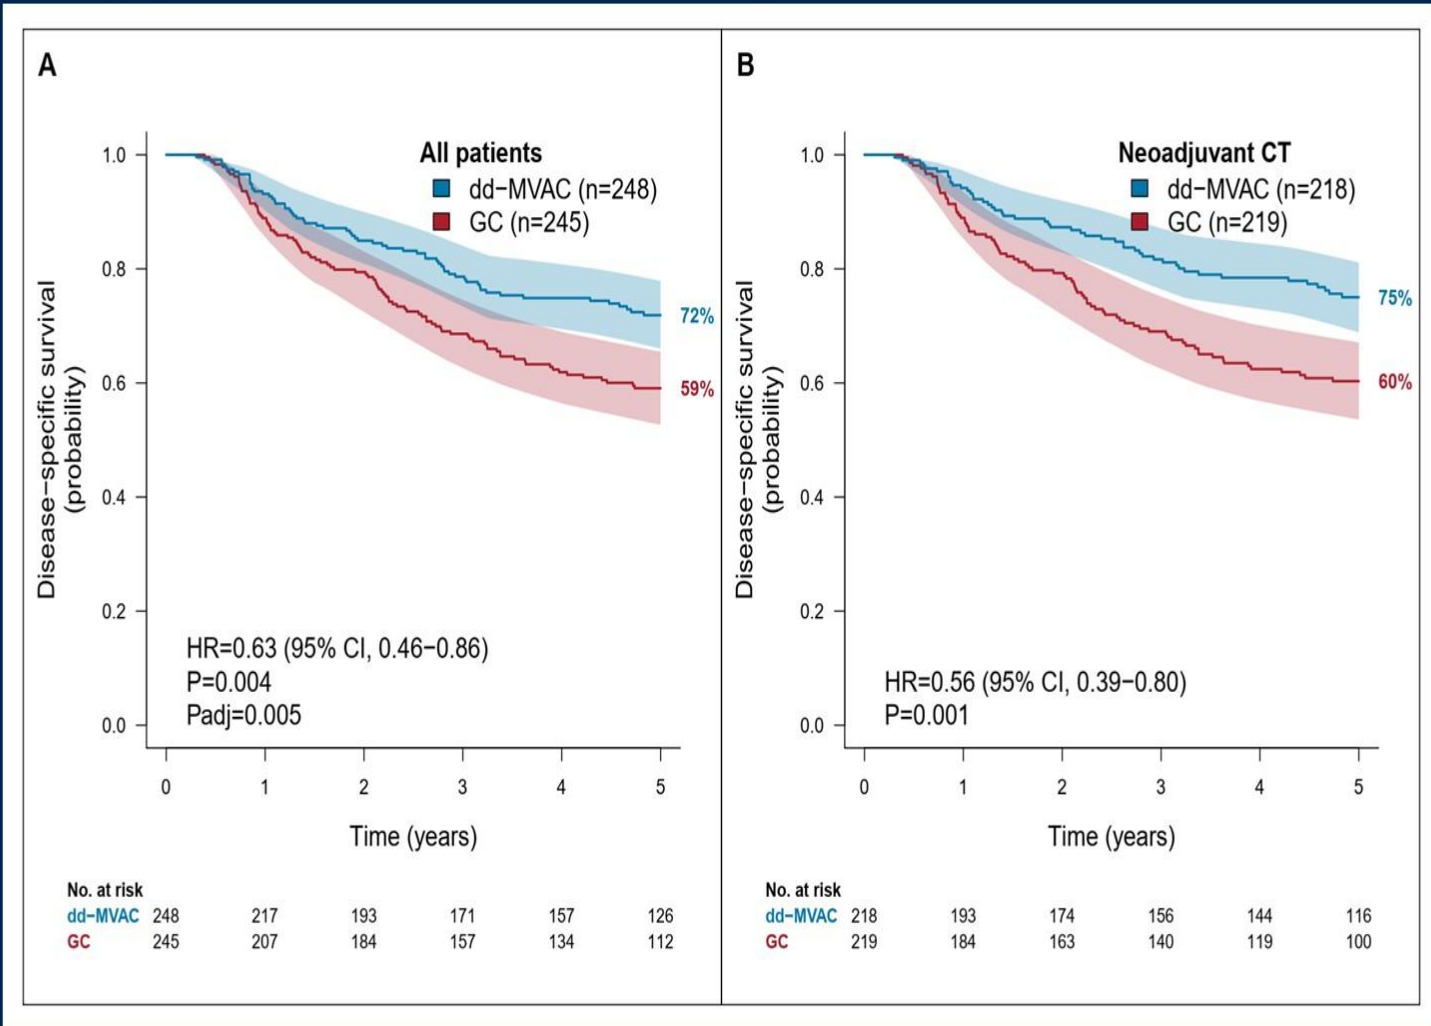 A
All patients
dd−MVAC (n=248)
GC (n=245)
1.0
0.8
0.6
0.4
0.2
0.0
Disease−specific survival
(probability)
72%
59%
HR=0.63 (95% CI, 0.46−0.86)
P=0.004
Padj=0.005
0 1 2 3 4 5
Time (years)
No. at risk
dd−MVAC 248 217 193 171 157 126
GC 245 207 184 157 134 112
B
Neoadjuvant CT
dd−MVAC (n=218)
GC (n=219)
1.0
0.8
0.6
0.4
0.2
0.0
Disease−specific survival
(probability)
75%
60%
HR=0.56 (95% CI, 0.39−0.80)
P=0.001
0 1 2 3 4 5
Time (years)
No. at risk
dd−MVAC 218 193 174 156 144 116
GC 219 184 163 140 119 100